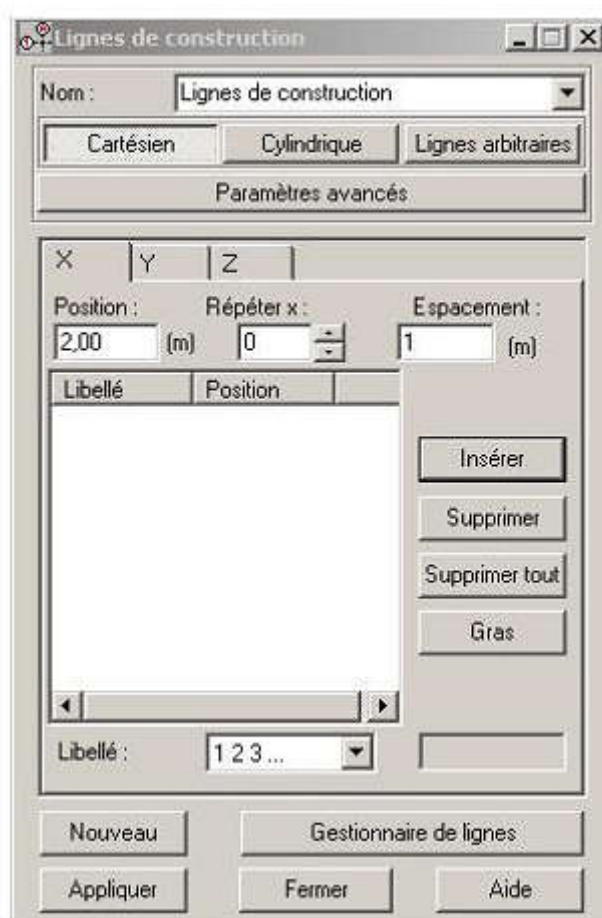 Lignes de construction
Nom : Lignes de construction
Cartésien Cylindrique Lignes arbitraires
Paramètres avancés
X Y Z
Position : Répéter x : Espacement :
2,00 (m) 0 1 (m)
Libellé Position
Insérer
Supprimer
Supprimer tout
Gras
Libellé : 1 2 3 ...
Nouveau Gestionnaire de lignes
Appliquer Fermer Aide